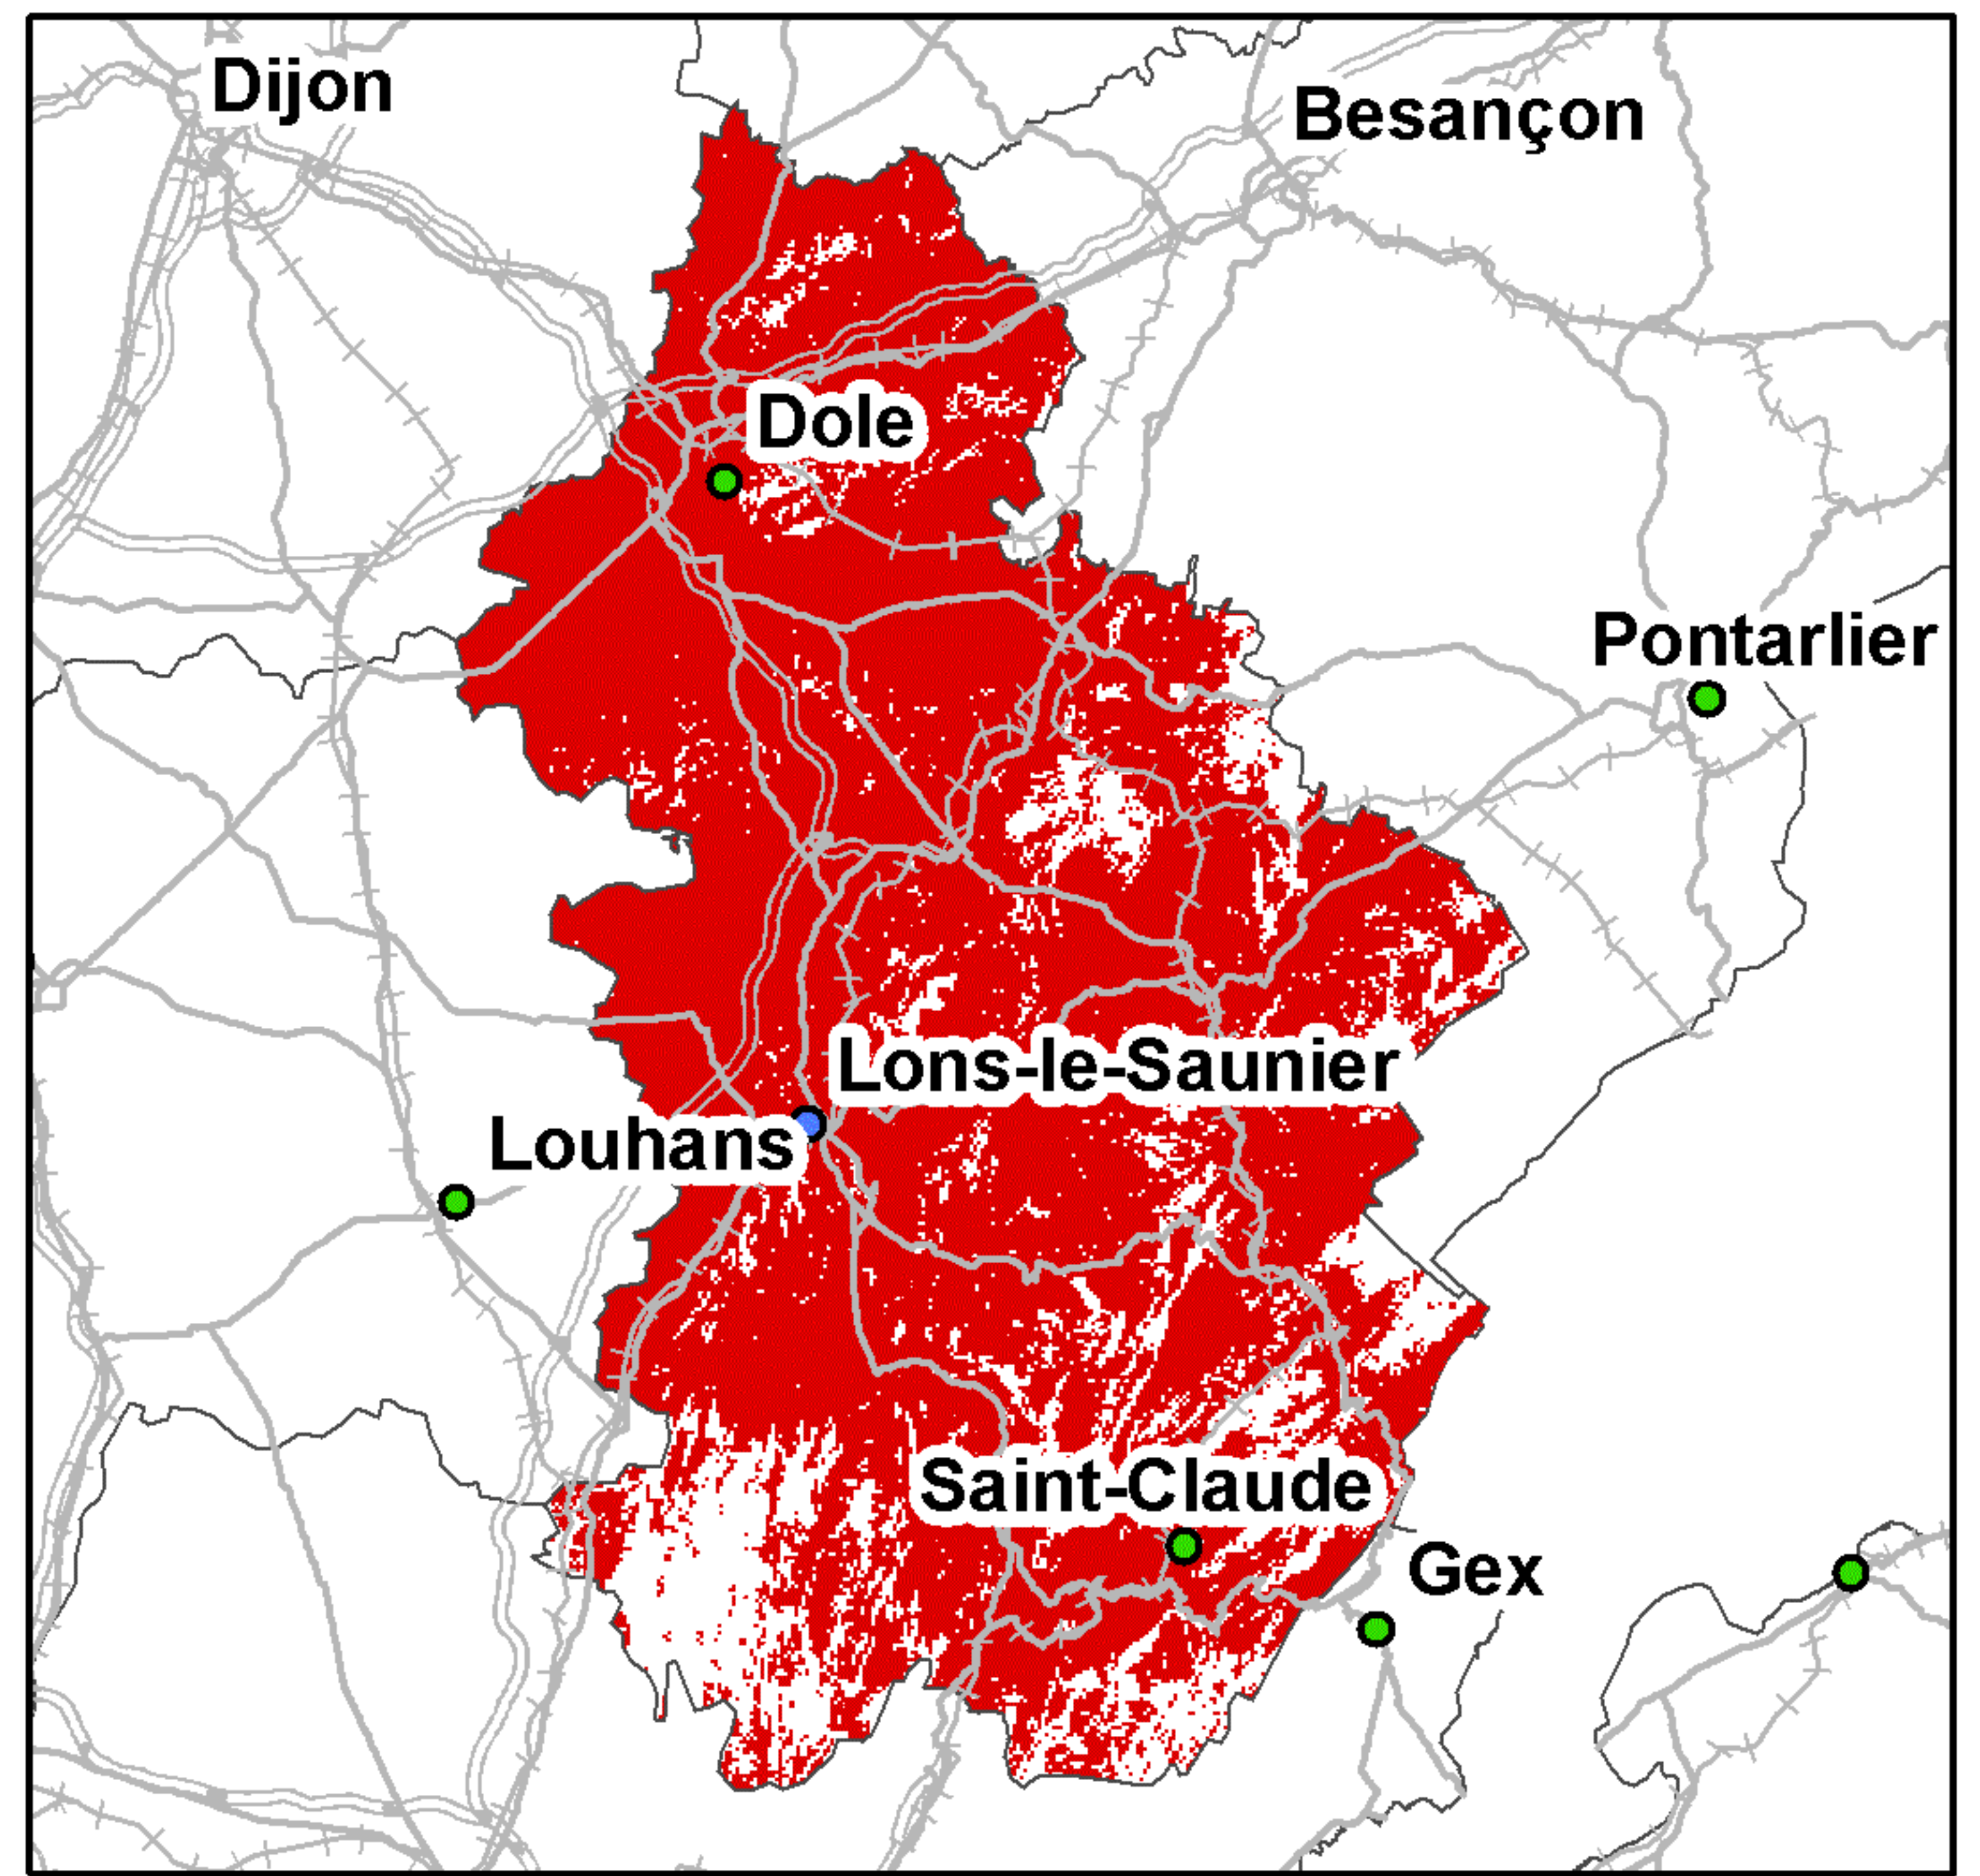 Dijon
Besançon
Dole
Pontarlier
Lons-le-Saunier
Louhans
Saint-Claude
Gex